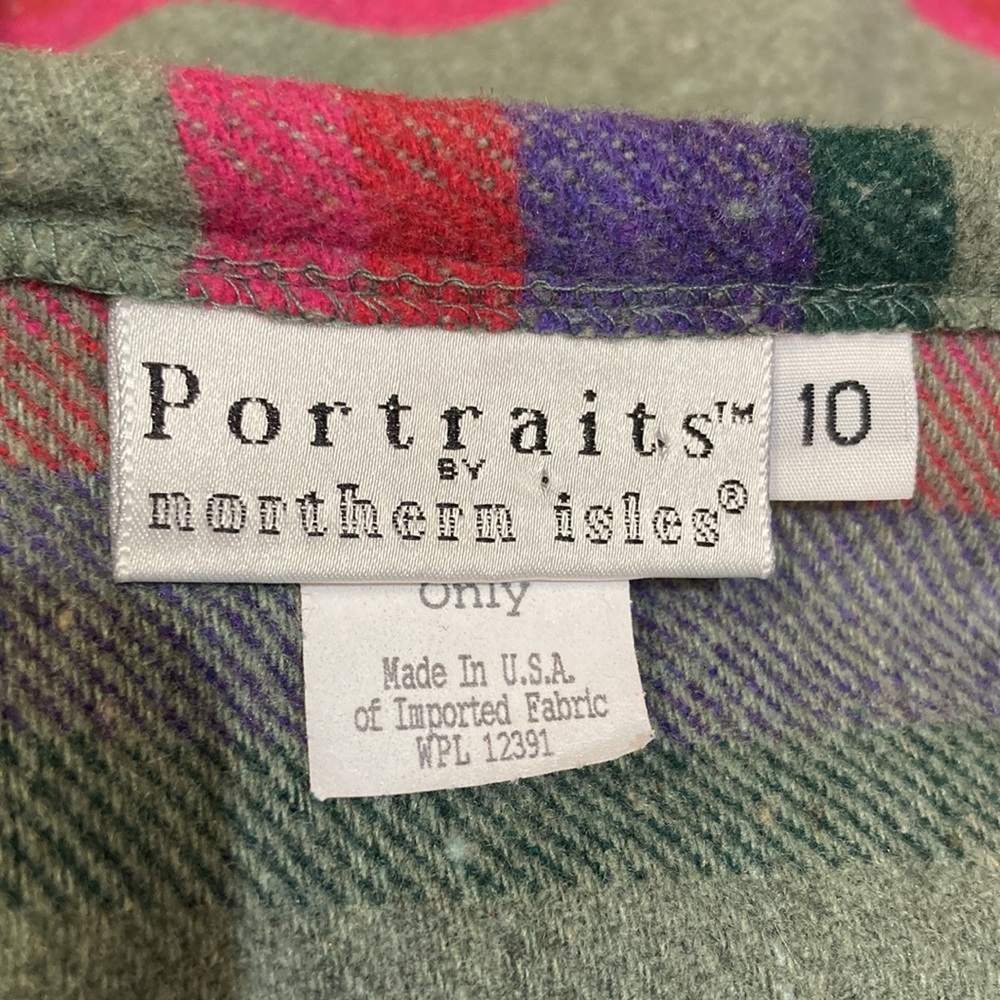 Portraits™
BY
northern isles®
10
only
Made In U.S.A.
of Imported Fabric
WPL 12391